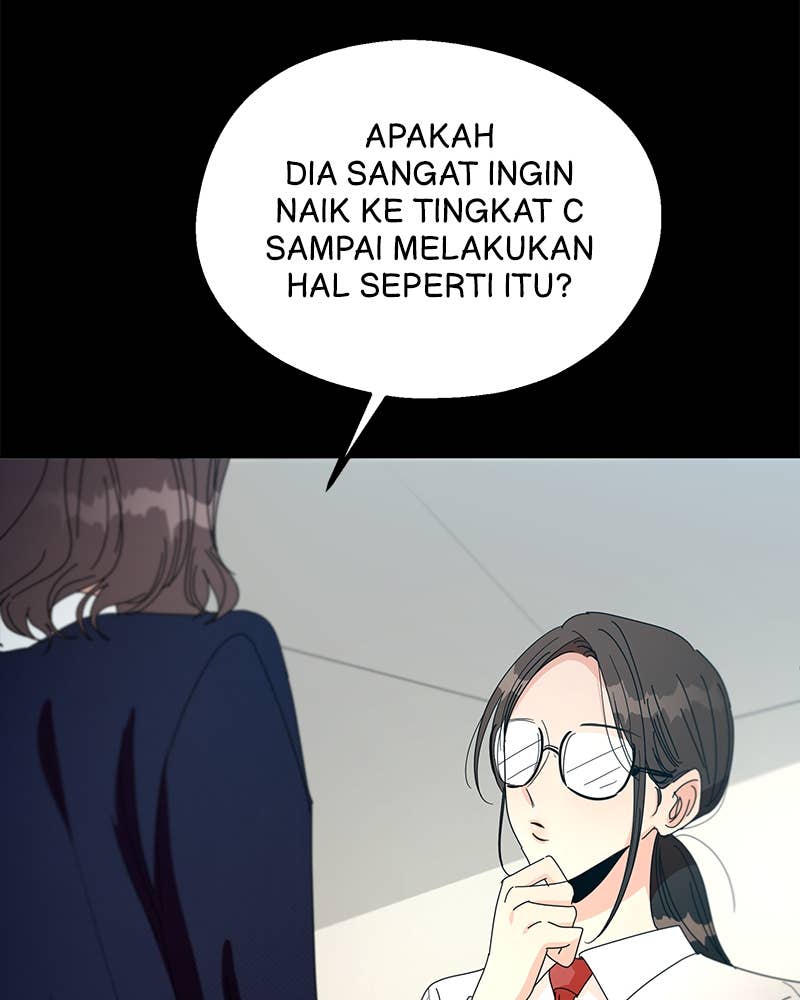 APAKAH
DIA SANGAT INGIN
NAIK KE TINGKAT C
SAMPAI MELAKUKAN
HAL SEPERTI ITU?